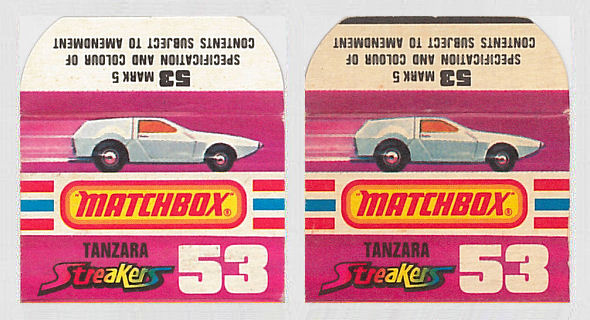 53 MARK 5
SPECIFICATION AND COLOUR OF
CONTENTS SUBJECT TO AMENDMENT
MATCHBOX®
TANZARA
Streakers
53
53 MARK 5
SPECIFICATION AND COLOUR OF
CONTENTS SUBJECT TO AMENDMENT
MATCHBOX®
TANZARA
Streakers
53